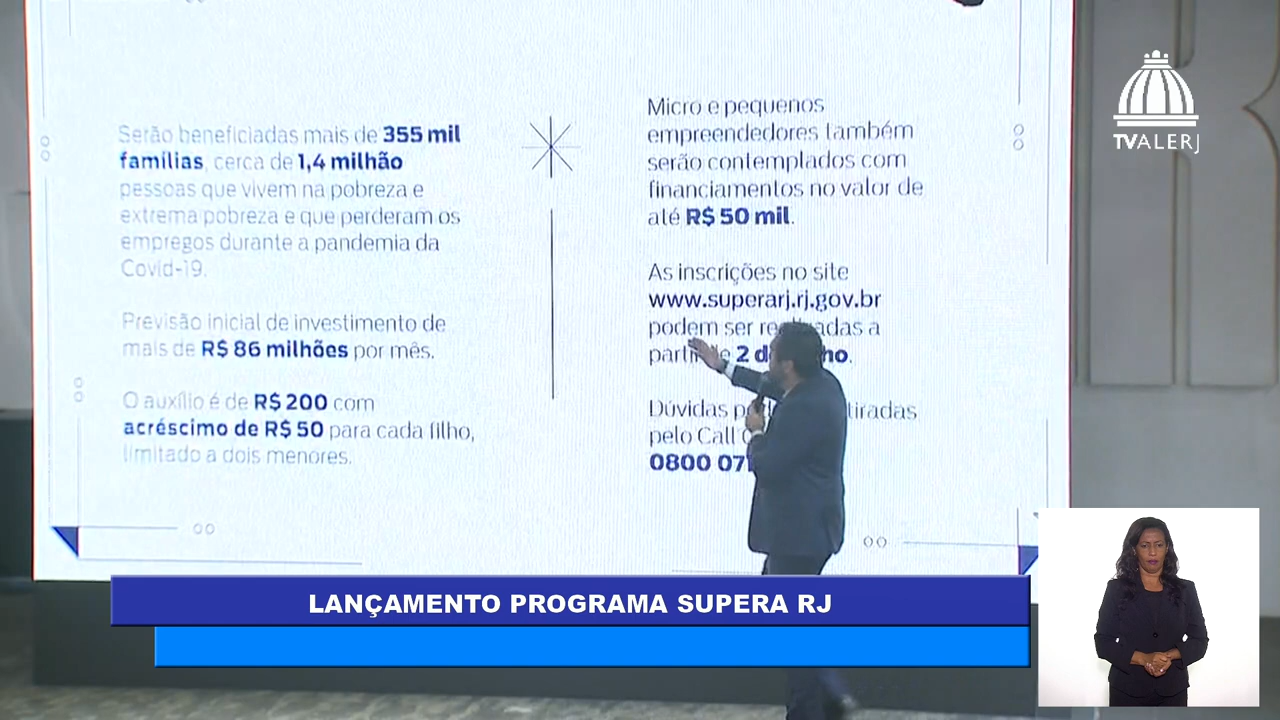 Serão beneficiadas mais de 355 mil
famílias, cerca de 1,4 milhão
pessoas que vivem na pobreza e
extrema pobreza e que perderam os
empregos durante a pandemia da
Covid-19.
Previsão inicial de investimento de
mais de R$ 86 milhões por mês.
O auxílio é de R$ 200 com
acréscimo de R$ 50 para cada filho,
limitado a dois menores.
Micro e pequenos
empreendedores também
serão contemplados com
financiamentos no valor de
até R$ 50 mil.
As inscrições no site
www.superarj.rj.gov.br
podem ser a
2
Dúvidas tiradas
pelo Call
0800
TVALERJ
LANÇAMENTO PROGRAMA SUPERA RJ